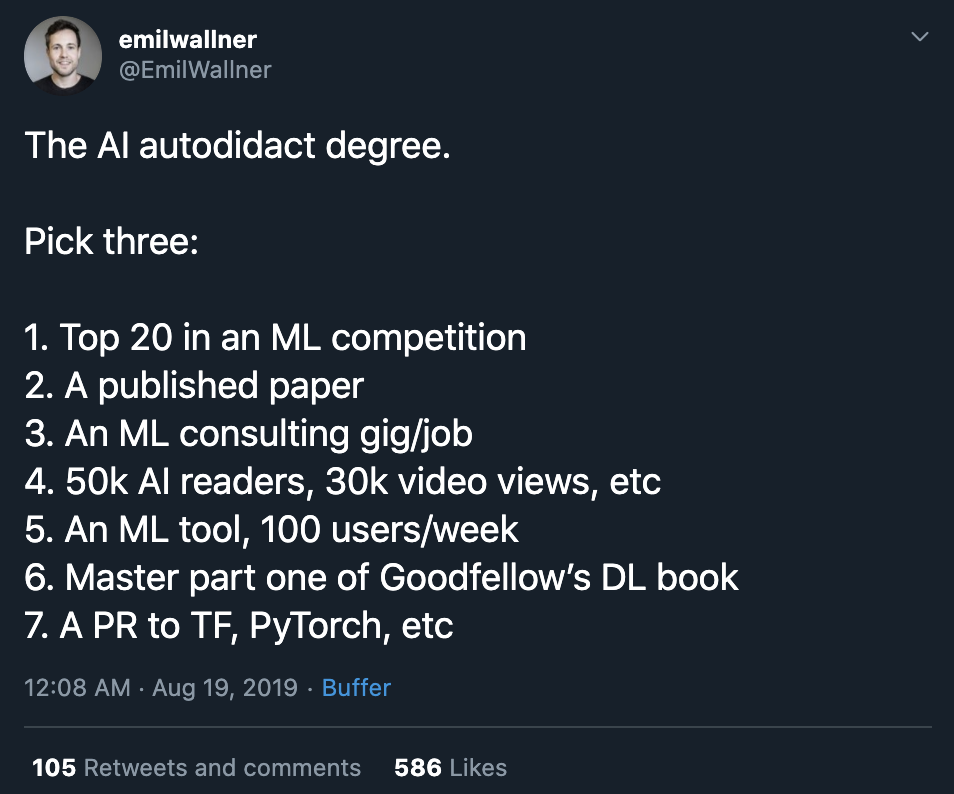 emilwallner
@EmilWallner
The AI autodidact degree.
Pick three:
1. Top 20 in an ML competition
2. A published paper
3. An ML consulting gig/job
4. 50k AI readers, 30k video views, etc
5. An ML tool, 100 users/week
6. Master part one of Goodfellow’s DL book
7. A PR to TF, PyTorch, etc
12:08 AM · Aug 19, 2019 · Buffer
105 Retweets and comments 586 Likes